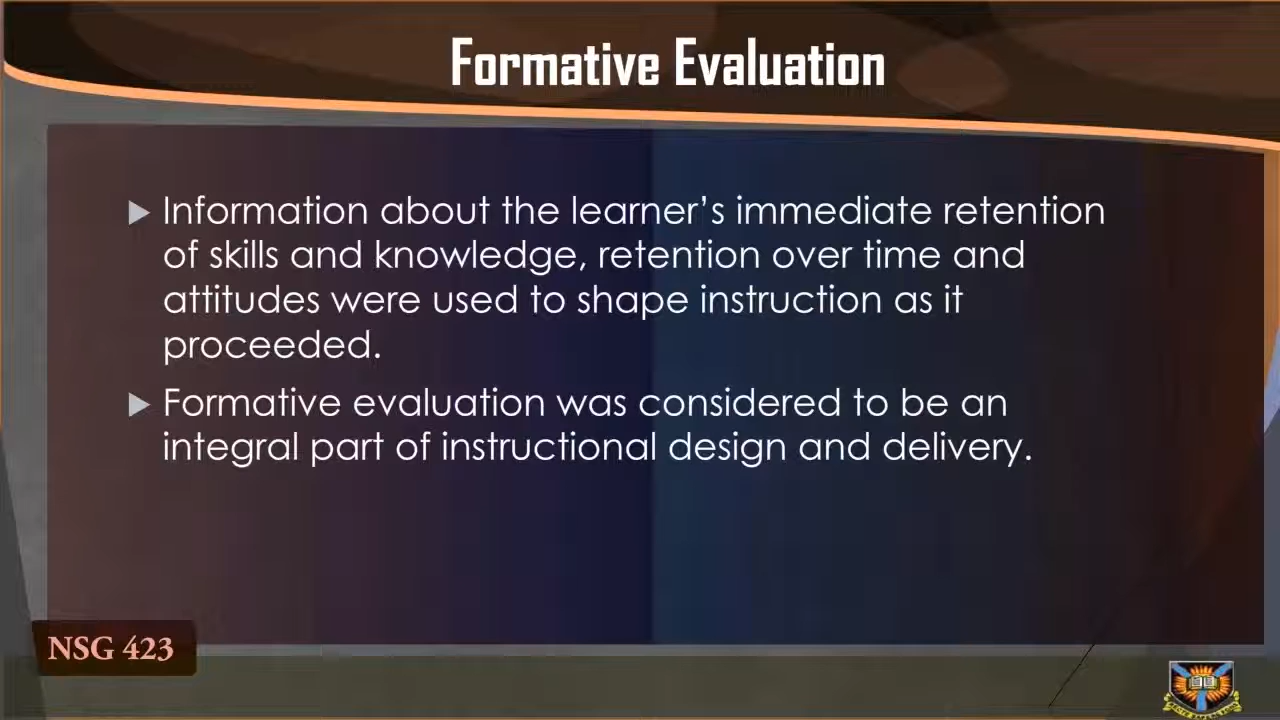 Formative Evaluation
Information about the learner's immediate retention
of skills and knowledge, retention over time and
attitudes were used to shape instruction as it
proceeded.
Formative evaluation was considered to be an
integral part of instructional design and delivery.
NSG 423